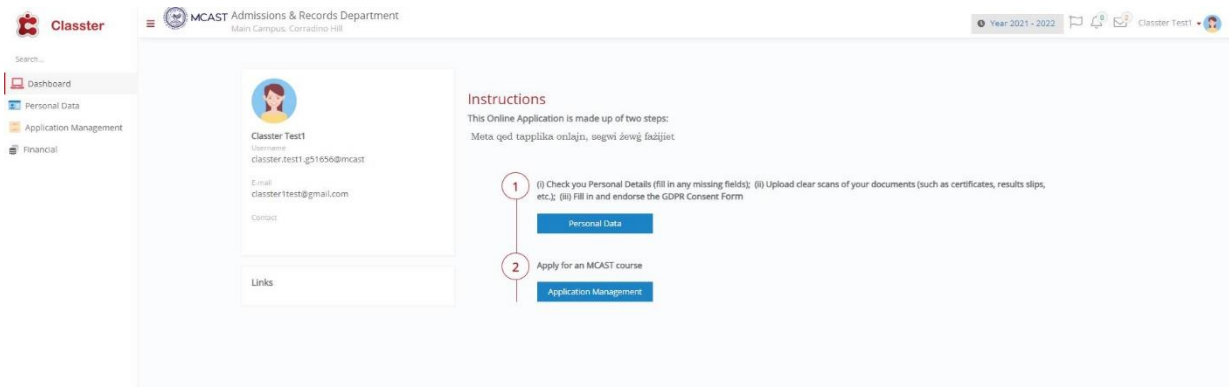 Classter
MCAST Admissions & Records Department
Main Campus, Corradino Hill
Year 2021 - 2022
Classter Test1
Search...
Dashboard
Personal Data
Application Management
Financial
Classter Test1
Username
classter.test1.g51656@mcast
E-mail
classter1test@gmail.com
Contact
Links
Instructions
This Online Application is made up of two steps:
Meta qed tapplika onlajn, segwi żewġ fażijiet
1
(i) Check you Personal Details (fill in any missing fields); (ii) Upload clear scans of your documents (such as certificates, results slips,
etc.); (iii) Fill in and endorse the GDPR Consent Form
Personal Data
2
Apply for an MCAST course
Application Management